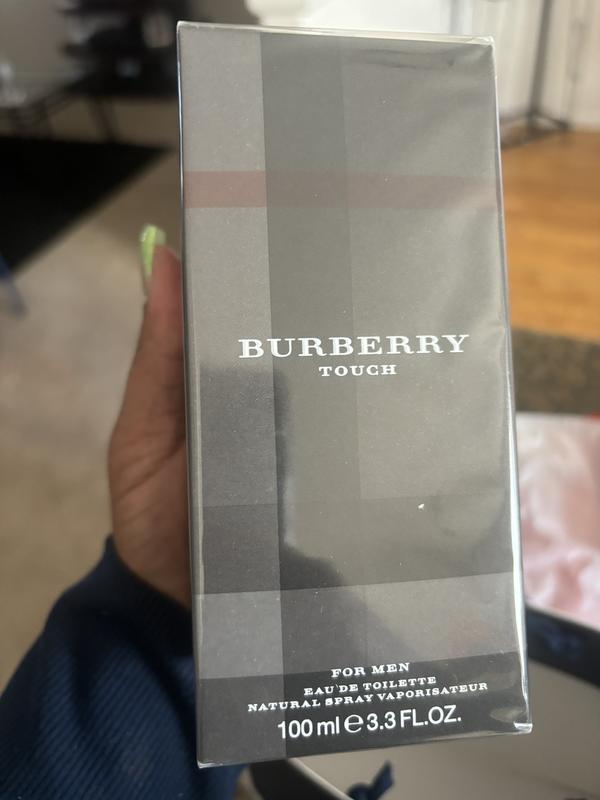 BURBERRY
TOUCH
FOR MEN
EAU DE TOILETTE
NATURAL SPRAY VAPORISATEUR
100 ml ℮ 3.3 FL.OZ.